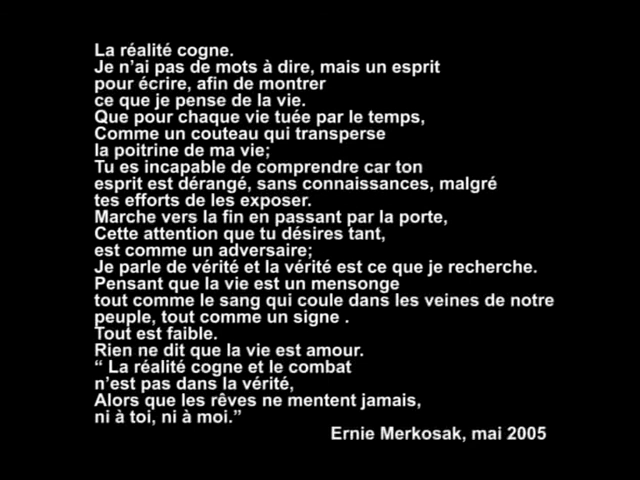 La réalité cogne.
Je n’ai pas de mots à dire, mais un esprit
pour écrire, afin de montrer
ce que je pense de la vie.
Que pour chaque vie tuée par le temps,
Comme un couteau qui transperse
la poitrine de ma vie;
Tu es incapable de comprendre car ton
esprit est dérangé, sans connaissances, malgré
tes efforts de les exposer.
Marche vers la fin en passant par la porte,
Cette attention que tu désires tant,
est comme un adversaire;
Je parle de vérité et la vérité est ce que je recherche.
Pensant que la vie est un mensonge
tout comme le sang qui coule dans les veines de notre
peuple, tout comme un signe .
Tout est faible.
Rien ne dit que la vie est amour.
“ La réalité cogne et le combat
n’est pas dans la vérité,
Alors que les rêves ne mentent jamais,
ni à toi, ni à moi.”
Ernie Merkosak, mai 2005